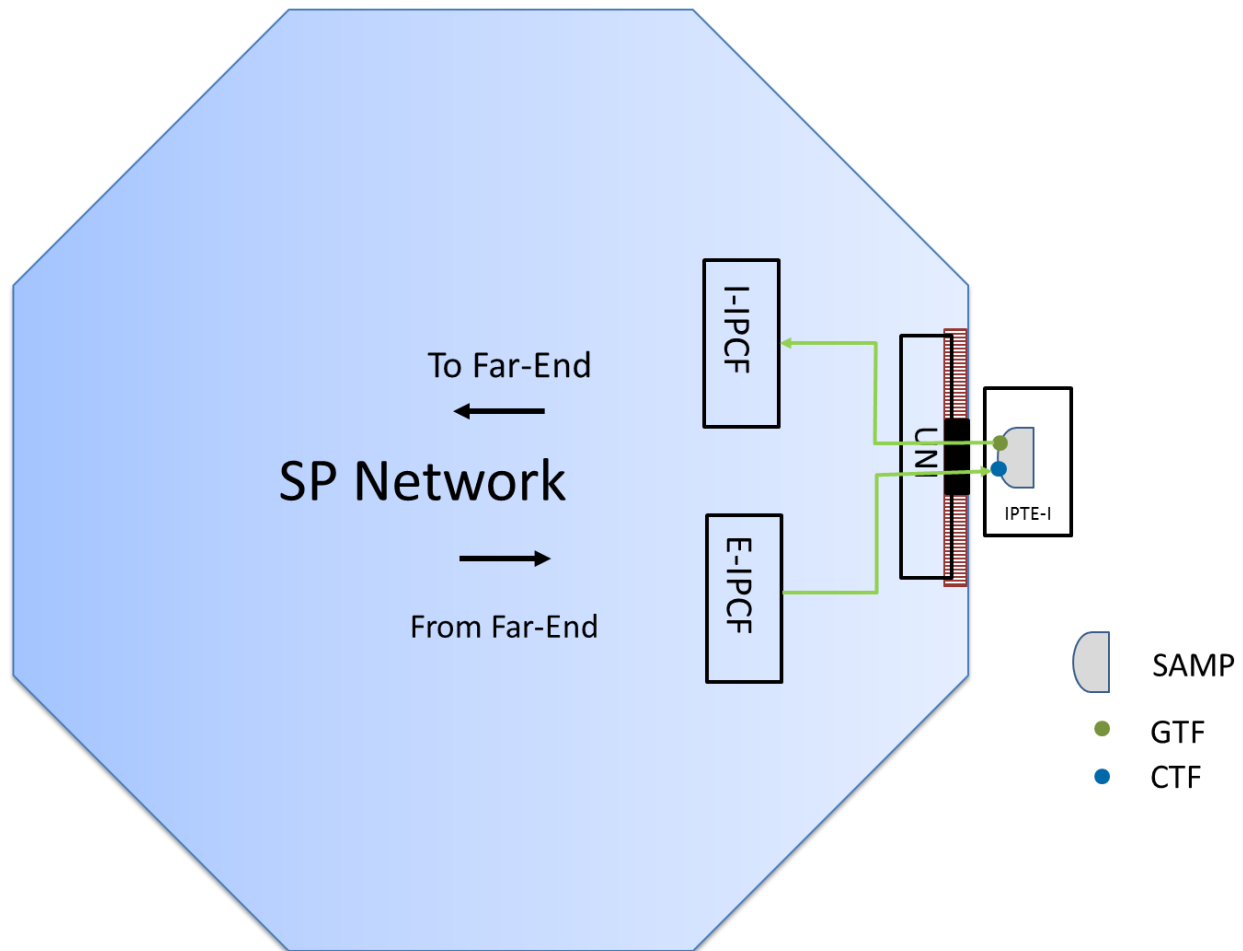 I-IPCF
To Far-End
UNI
SP Network
IPTE-I
E-IPCF
From Far-End
SAMP
GTF
CTF